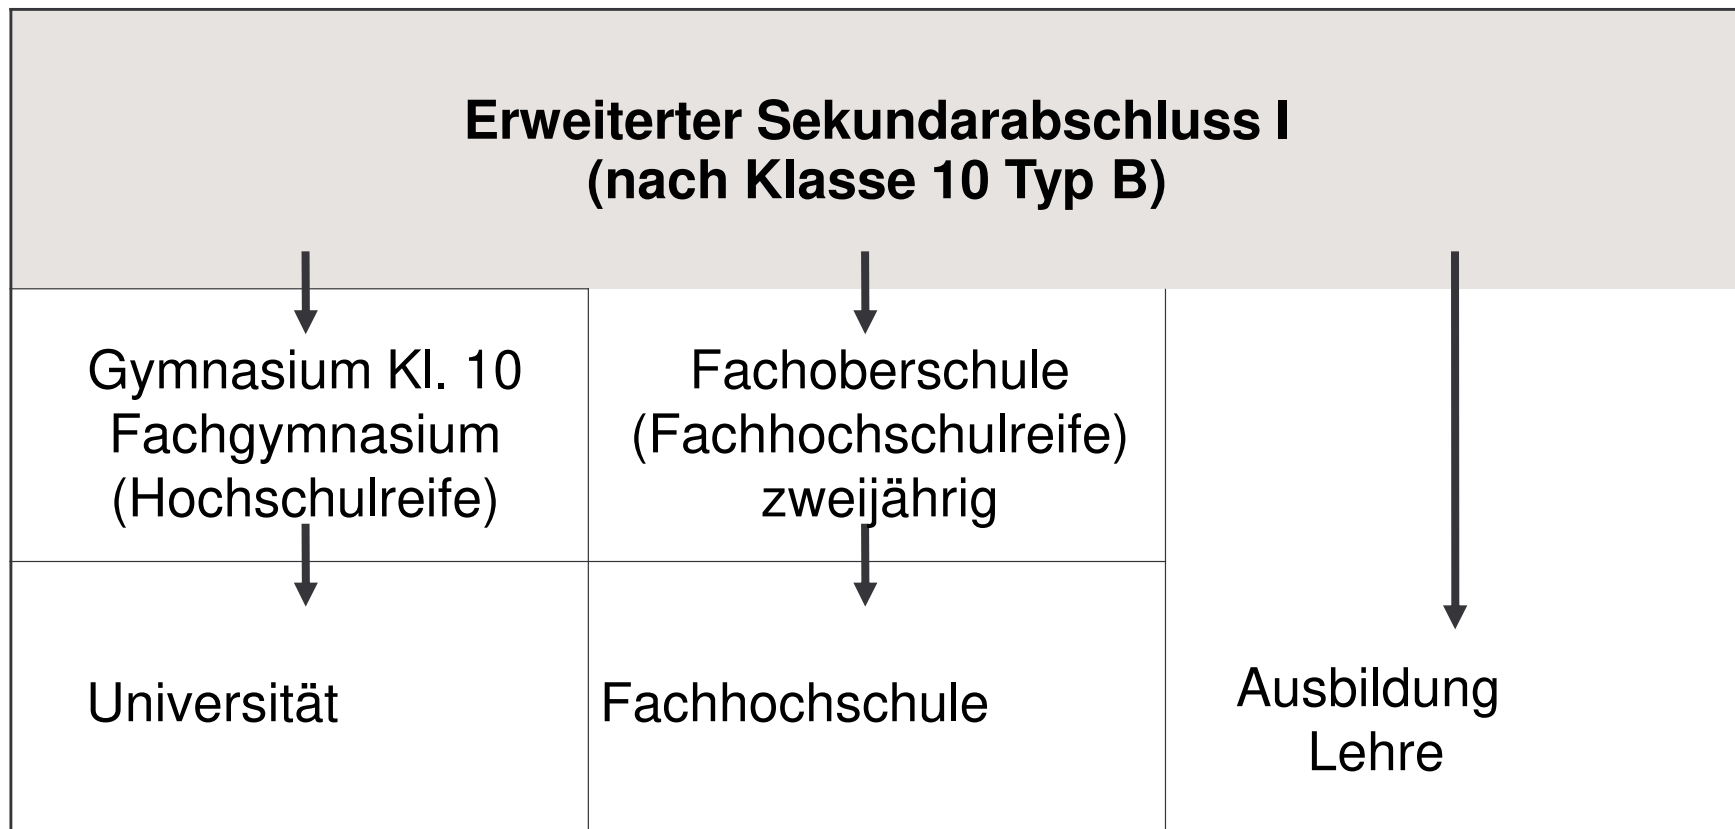 Erweiterter Sekundarabschluss I
(nach Klasse 10 Typ B)
Gymnasium Kl. 10
Fachgymnasium
(Hochschulreife)
Fachoberschule
(Fachhochschulreife)
zweijährig
Universität
Fachhochschule
Ausbildung
Lehre